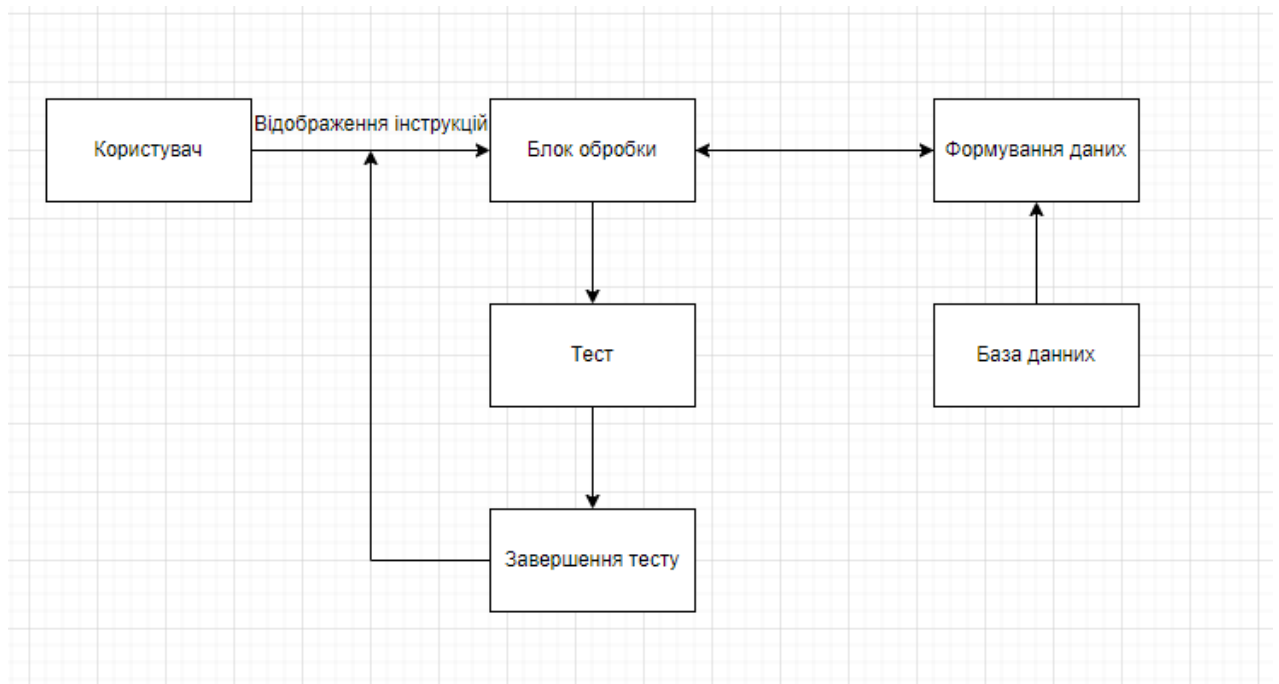 Користувач
Відображення інструкцій
Блок обробки
Формування даних
Тест
База данних
Завершення тесту